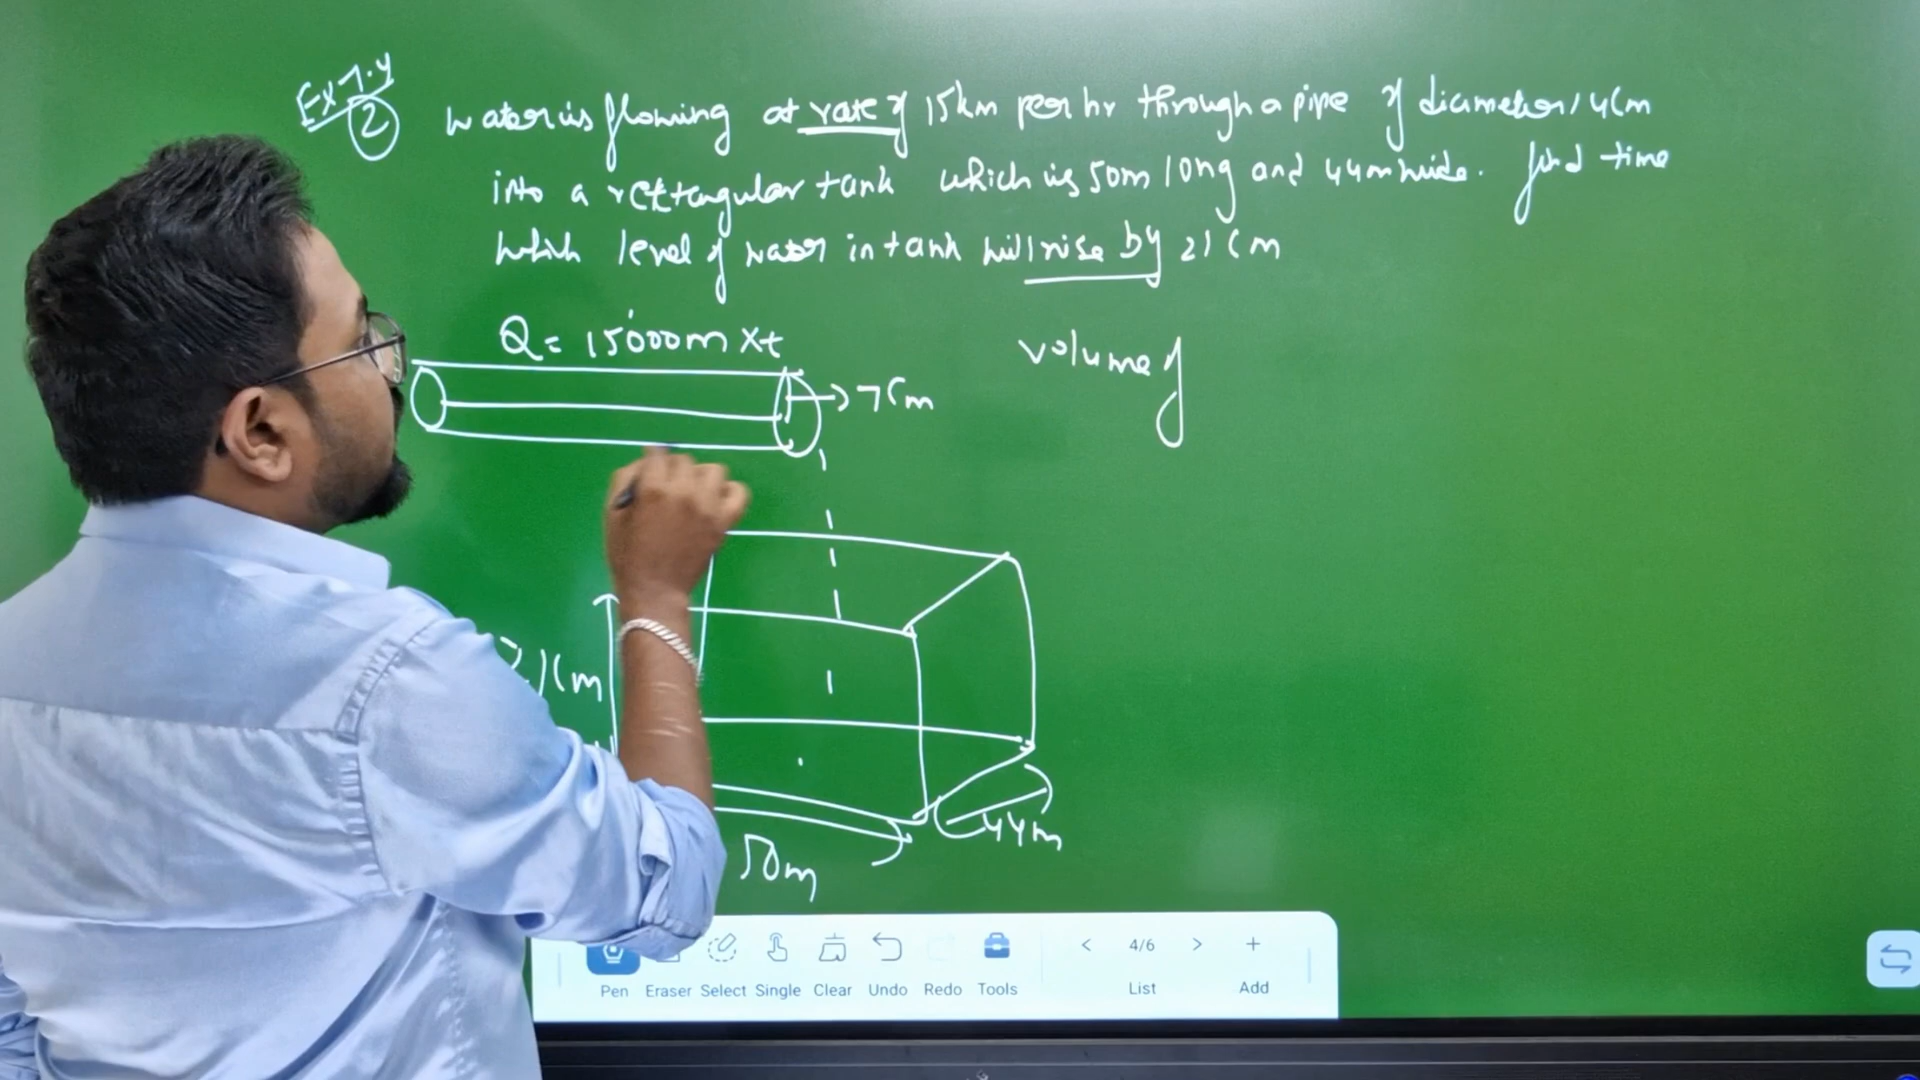 Ex 7.4
2 water is flowing at rate of 15km per hr through a pipe of diameter 14cm
into a rectangular tank which is 50m long and 44m wide. find time
which level of water in tank will rise by 21cm
Q = 15000m x t
volume of
7cm
21cm
44m
50m
4/6
Pen Eraser Select Single Clear Undo Redo Tools List Add